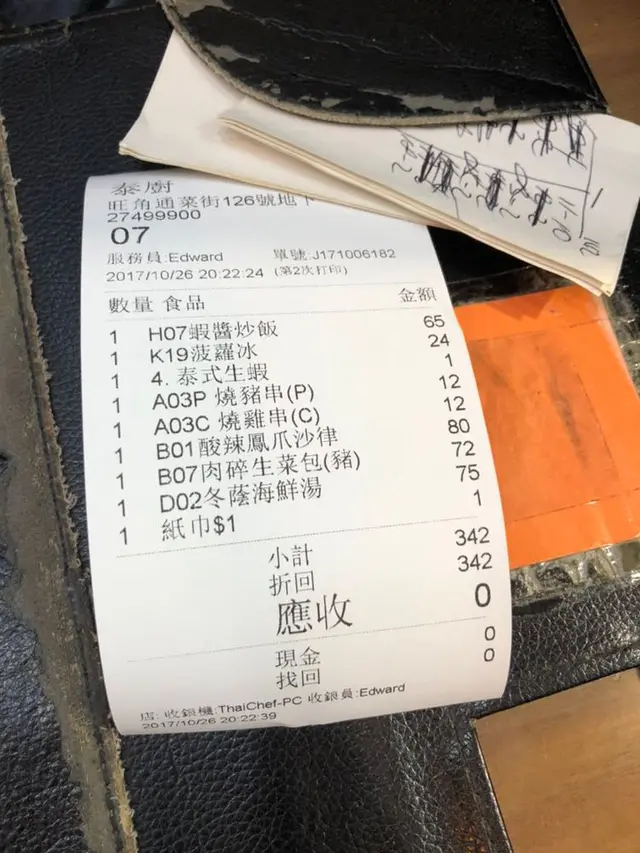 泰廚
旺角通菜街126號地下
27499900
07
服務員:Edward 單號:J171006182
2017/10/26 20:22:24 (第2次打印)
數量 食品 金額
1 H07蝦醬炒飯 65
1 K19菠蘿冰 24
1 4. 泰式生蝦 1
1 A03P 燒豬串(P) 12
1 A03C 燒雞串(C) 12
1 B01酸辣鳳爪沙律 80
1 B07肉碎生菜包(豬) 72
1 D02冬蔭海鮮湯 75
1 紙巾$1 1
小計 342
折回 342
應收 0
現金 0
找回 0
店: 收銀機:ThaiChef-PC 收銀員:Edward
2017/10/26 20:22:39